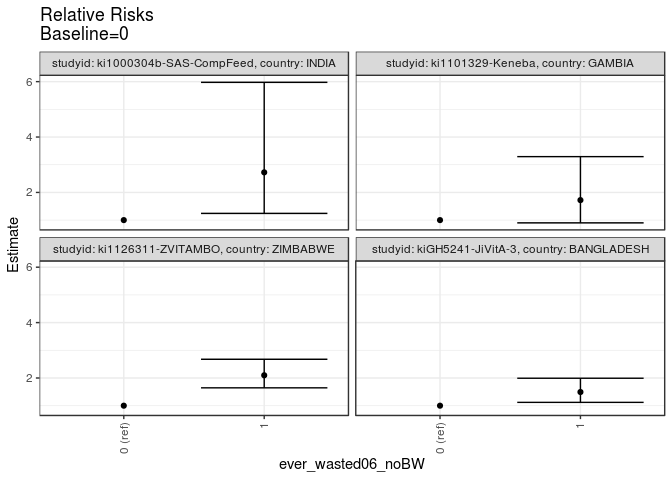 Relative Risks
Baseline=0
studyid: ki1000304b-SAS-CompFeed, country: INDIA
studyid: ki1101329-Keneba, country: GAMBIA
6
4
2
studyid: ki1126311-ZVITAMBO, country: ZIMBABWE
studyid: kiGH5241-JiVitA-3, country: BANGLADESH
6
4
2
Estimate
0 (ref)
1
0 (ref)
1
ever_wasted06_noBW